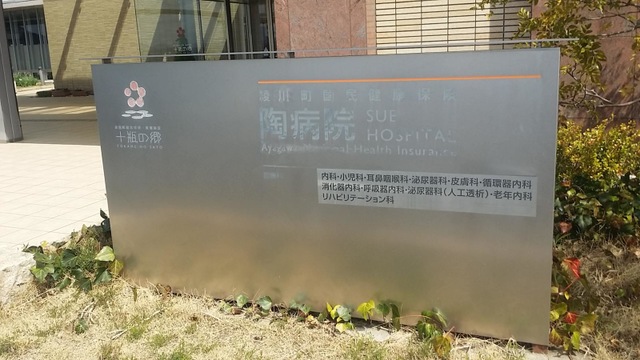 綾川町国民健康保険
陶病院 SUE HOSPITAL
十瓶の郷
内科・小児科・耳鼻咽喉科・泌尿器科・皮膚科・循環器内科
消化器内科・呼吸器内科・泌尿器科(人工透析)・老年内科
リハビリテーション科